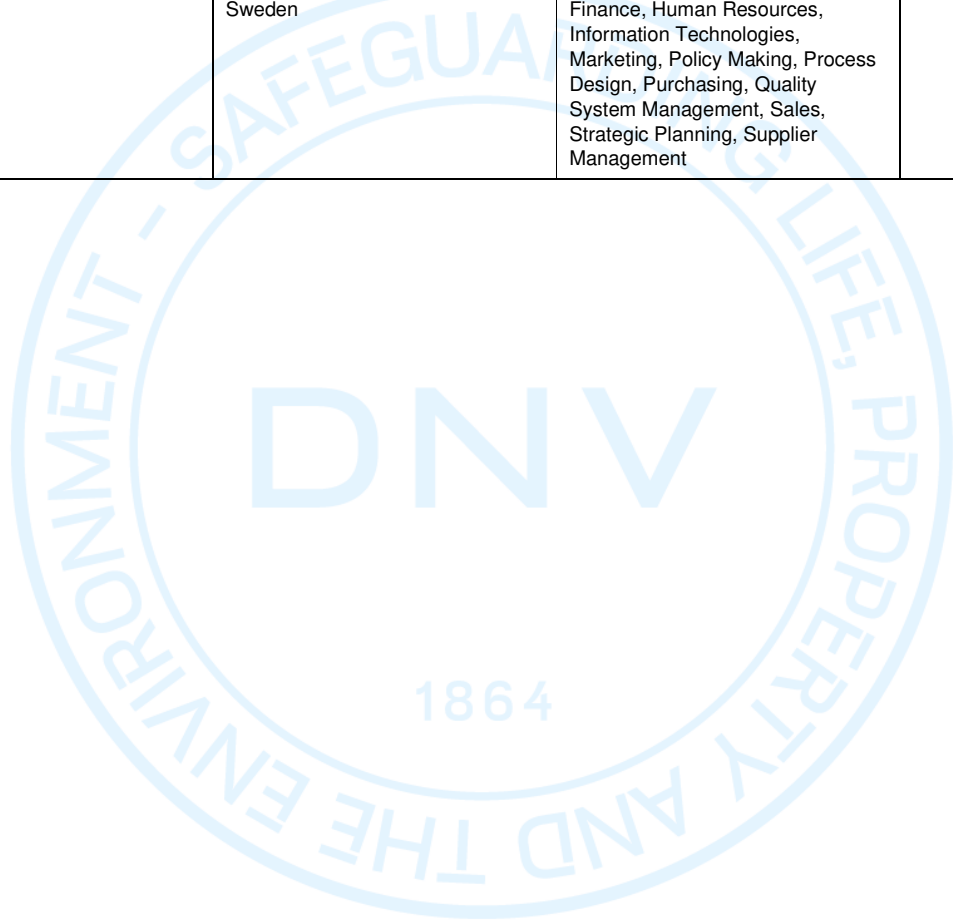 Sweden
Finance, Human Resources,
Information Technologies,
Marketing, Policy Making, Process
Design, Purchasing, Quality
System Management, Sales,
Strategic Planning, Supplier
Management
SAFEGUARDING LIFE, PROPERTY AND THE ENVIRONMENT -
DNV
1864